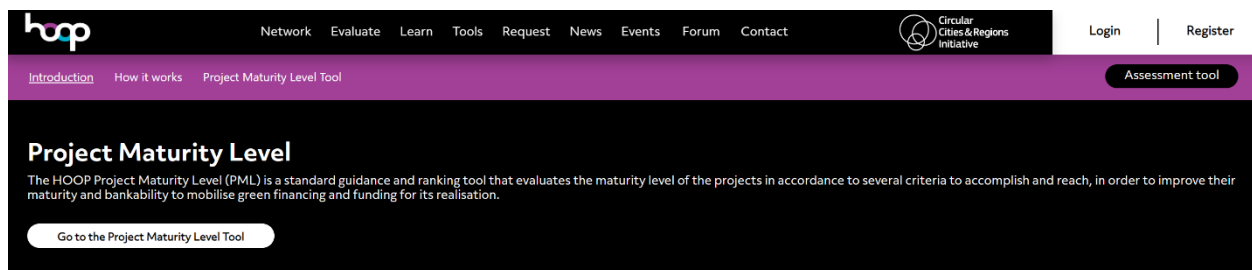 hoop
Network Evaluate Learn Tools Request News Events Forum Contact
Circular
Cities & Regions
Initiative
Login Register
Introduction How it works Project Maturity Level Tool
Assessment tool
Project Maturity Level
The HOOP Project Maturity Level (PML) is a standard guidance and ranking tool that evaluates the maturity level of the projects in accordance to several criteria to accomplish and reach, in order to improve their
maturity and bankability to mobilise green financing and funding for its realisation.
Go to the Project Maturity Level Tool